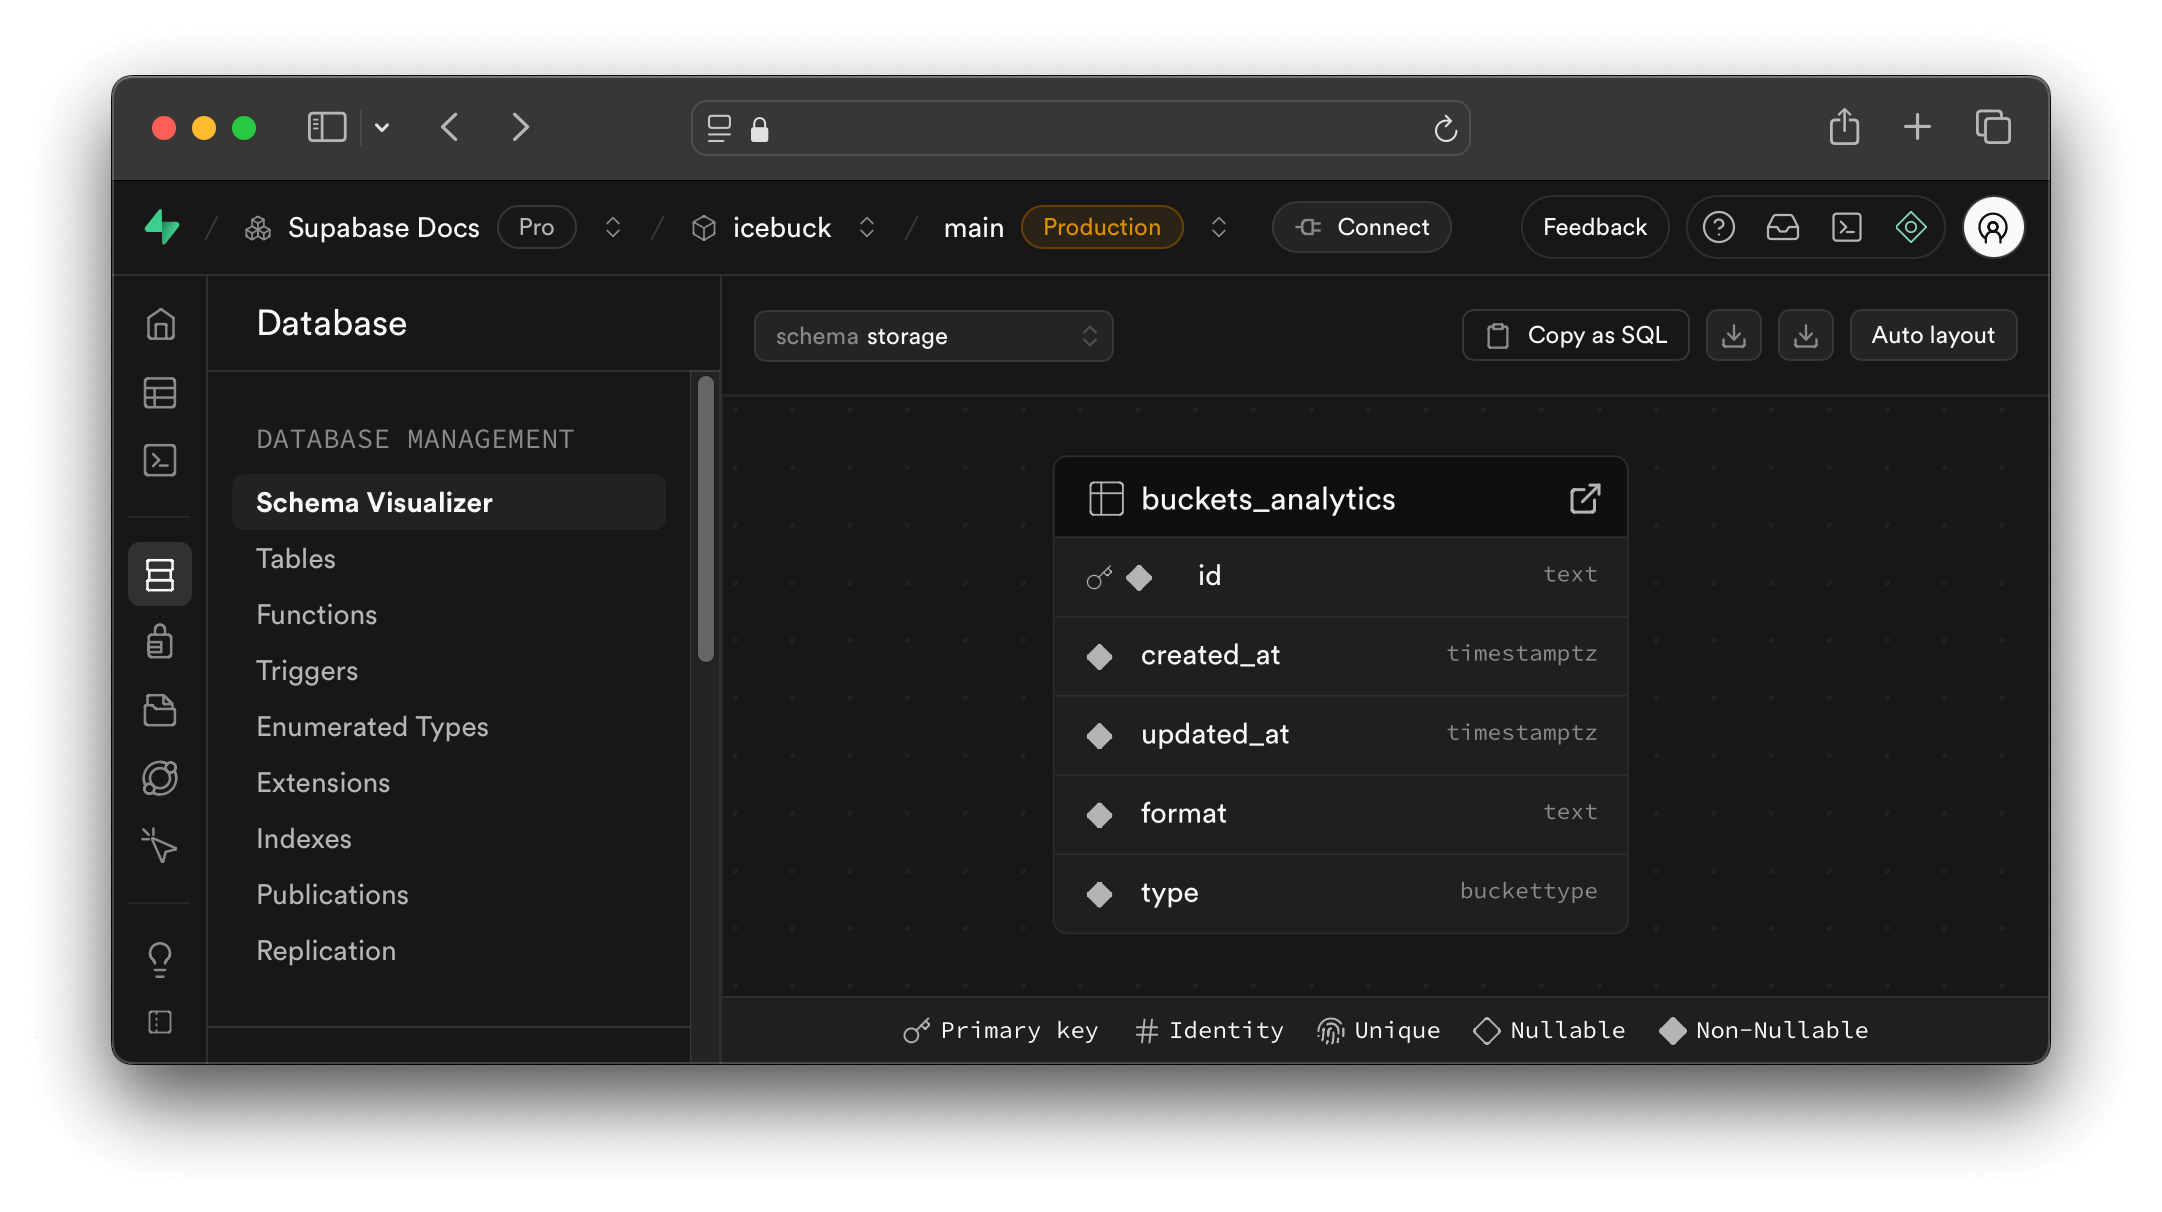 Supabase Docs Pro icebuck main Production Connect Feedback
Database
DATABASE MANAGEMENT
Schema Visualizer
Tables
Functions
Triggers
Enumerated Types
Extensions
Indexes
Publications
Replication
schema storage Copy as SQL Auto layout
buckets_analytics
id text
created_at timestamptz
updated_at timestamptz
format text
type buckettype
Primary key Identity Unique Nullable Non-Nullable